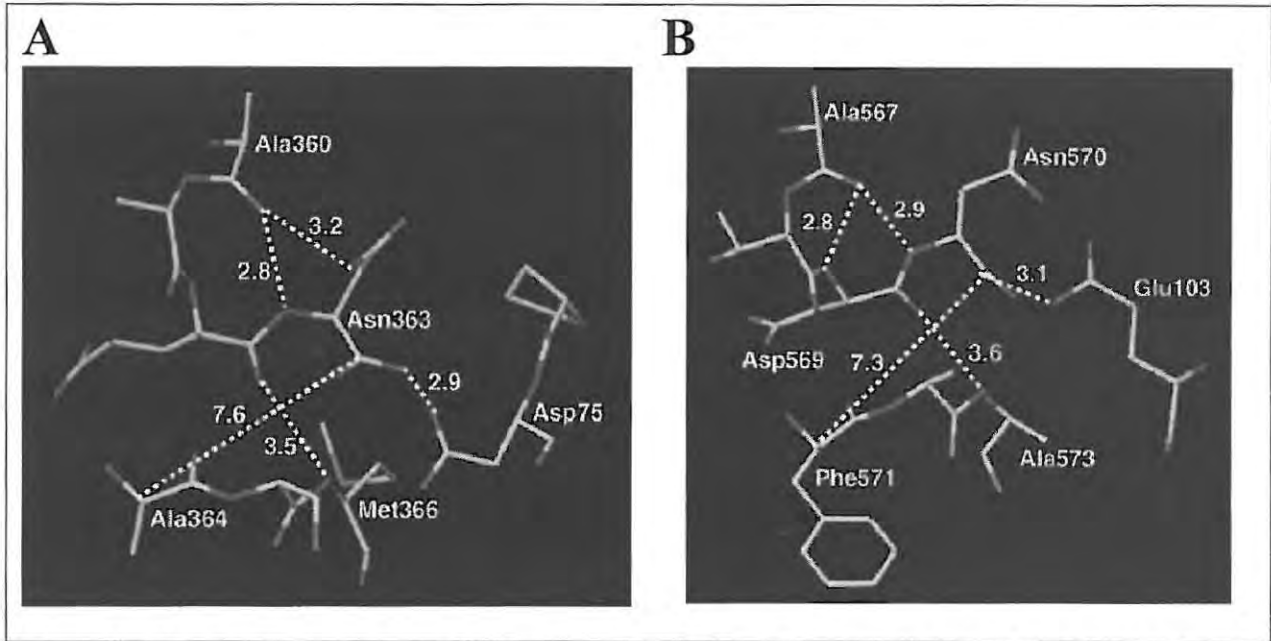 A
Ala360
3.2
2.8
Asn363
2.9
7.6
Asp75
3.5
Ala364
Met366
B
Ala567
Asn570
2.8
2.9
3.1
Glu103
Asp569
7.3
3.6
Ala573
Phe571